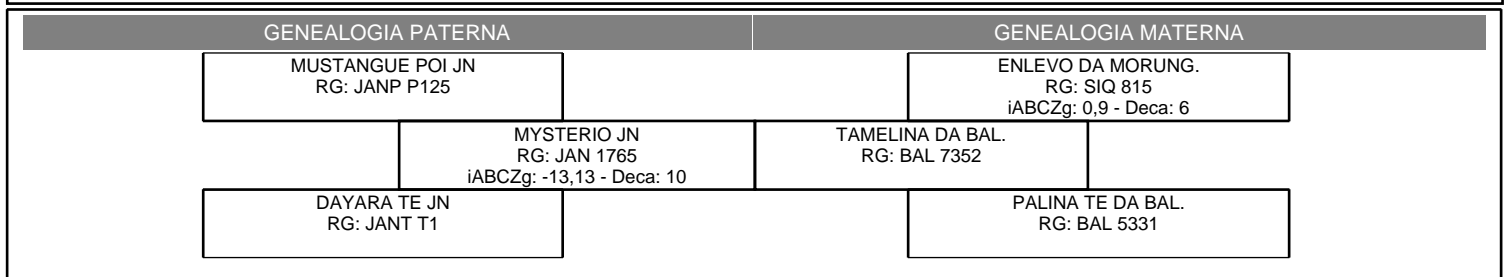 GENEALOGIA PATERNA
GENEALOGIA MATERNA
MUSTANGUE POI JN
RG: JANP P125
ENLEVO DA MORUNG.
RG: SIQ 815
iABCZg: 0,9 - Deca: 6
MYSTERIO JN
RG: JAN 1765
iABCZg: -13,13 - Deca: 10
TAMELINA DA BAL.
RG: BAL 7352
DAYARA TE JN
RG: JANT T1
PALINA TE DA BAL.
RG: BAL 5331